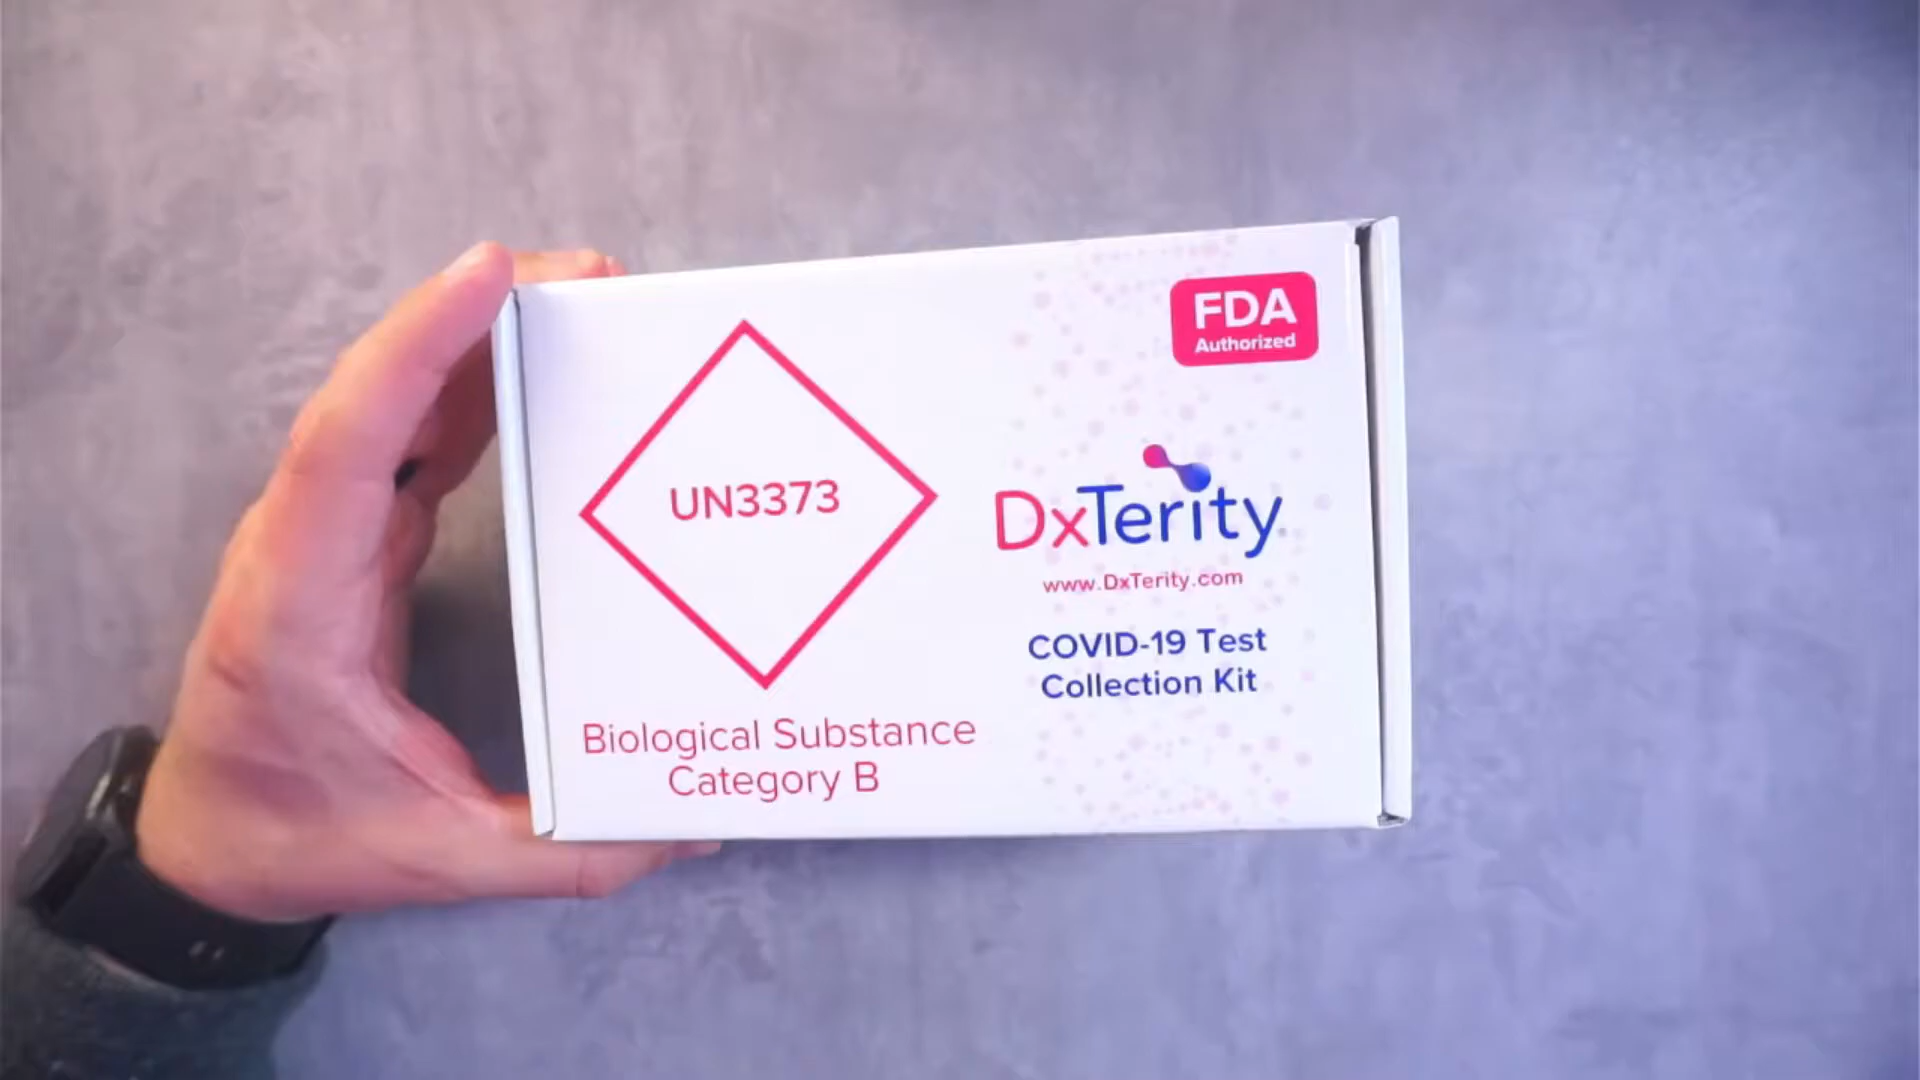 FDA
Authorized
UN3373
DxTerity
www.DxTerity.com
COVID-19 Test
Collection Kit
Biological Substance
Category B